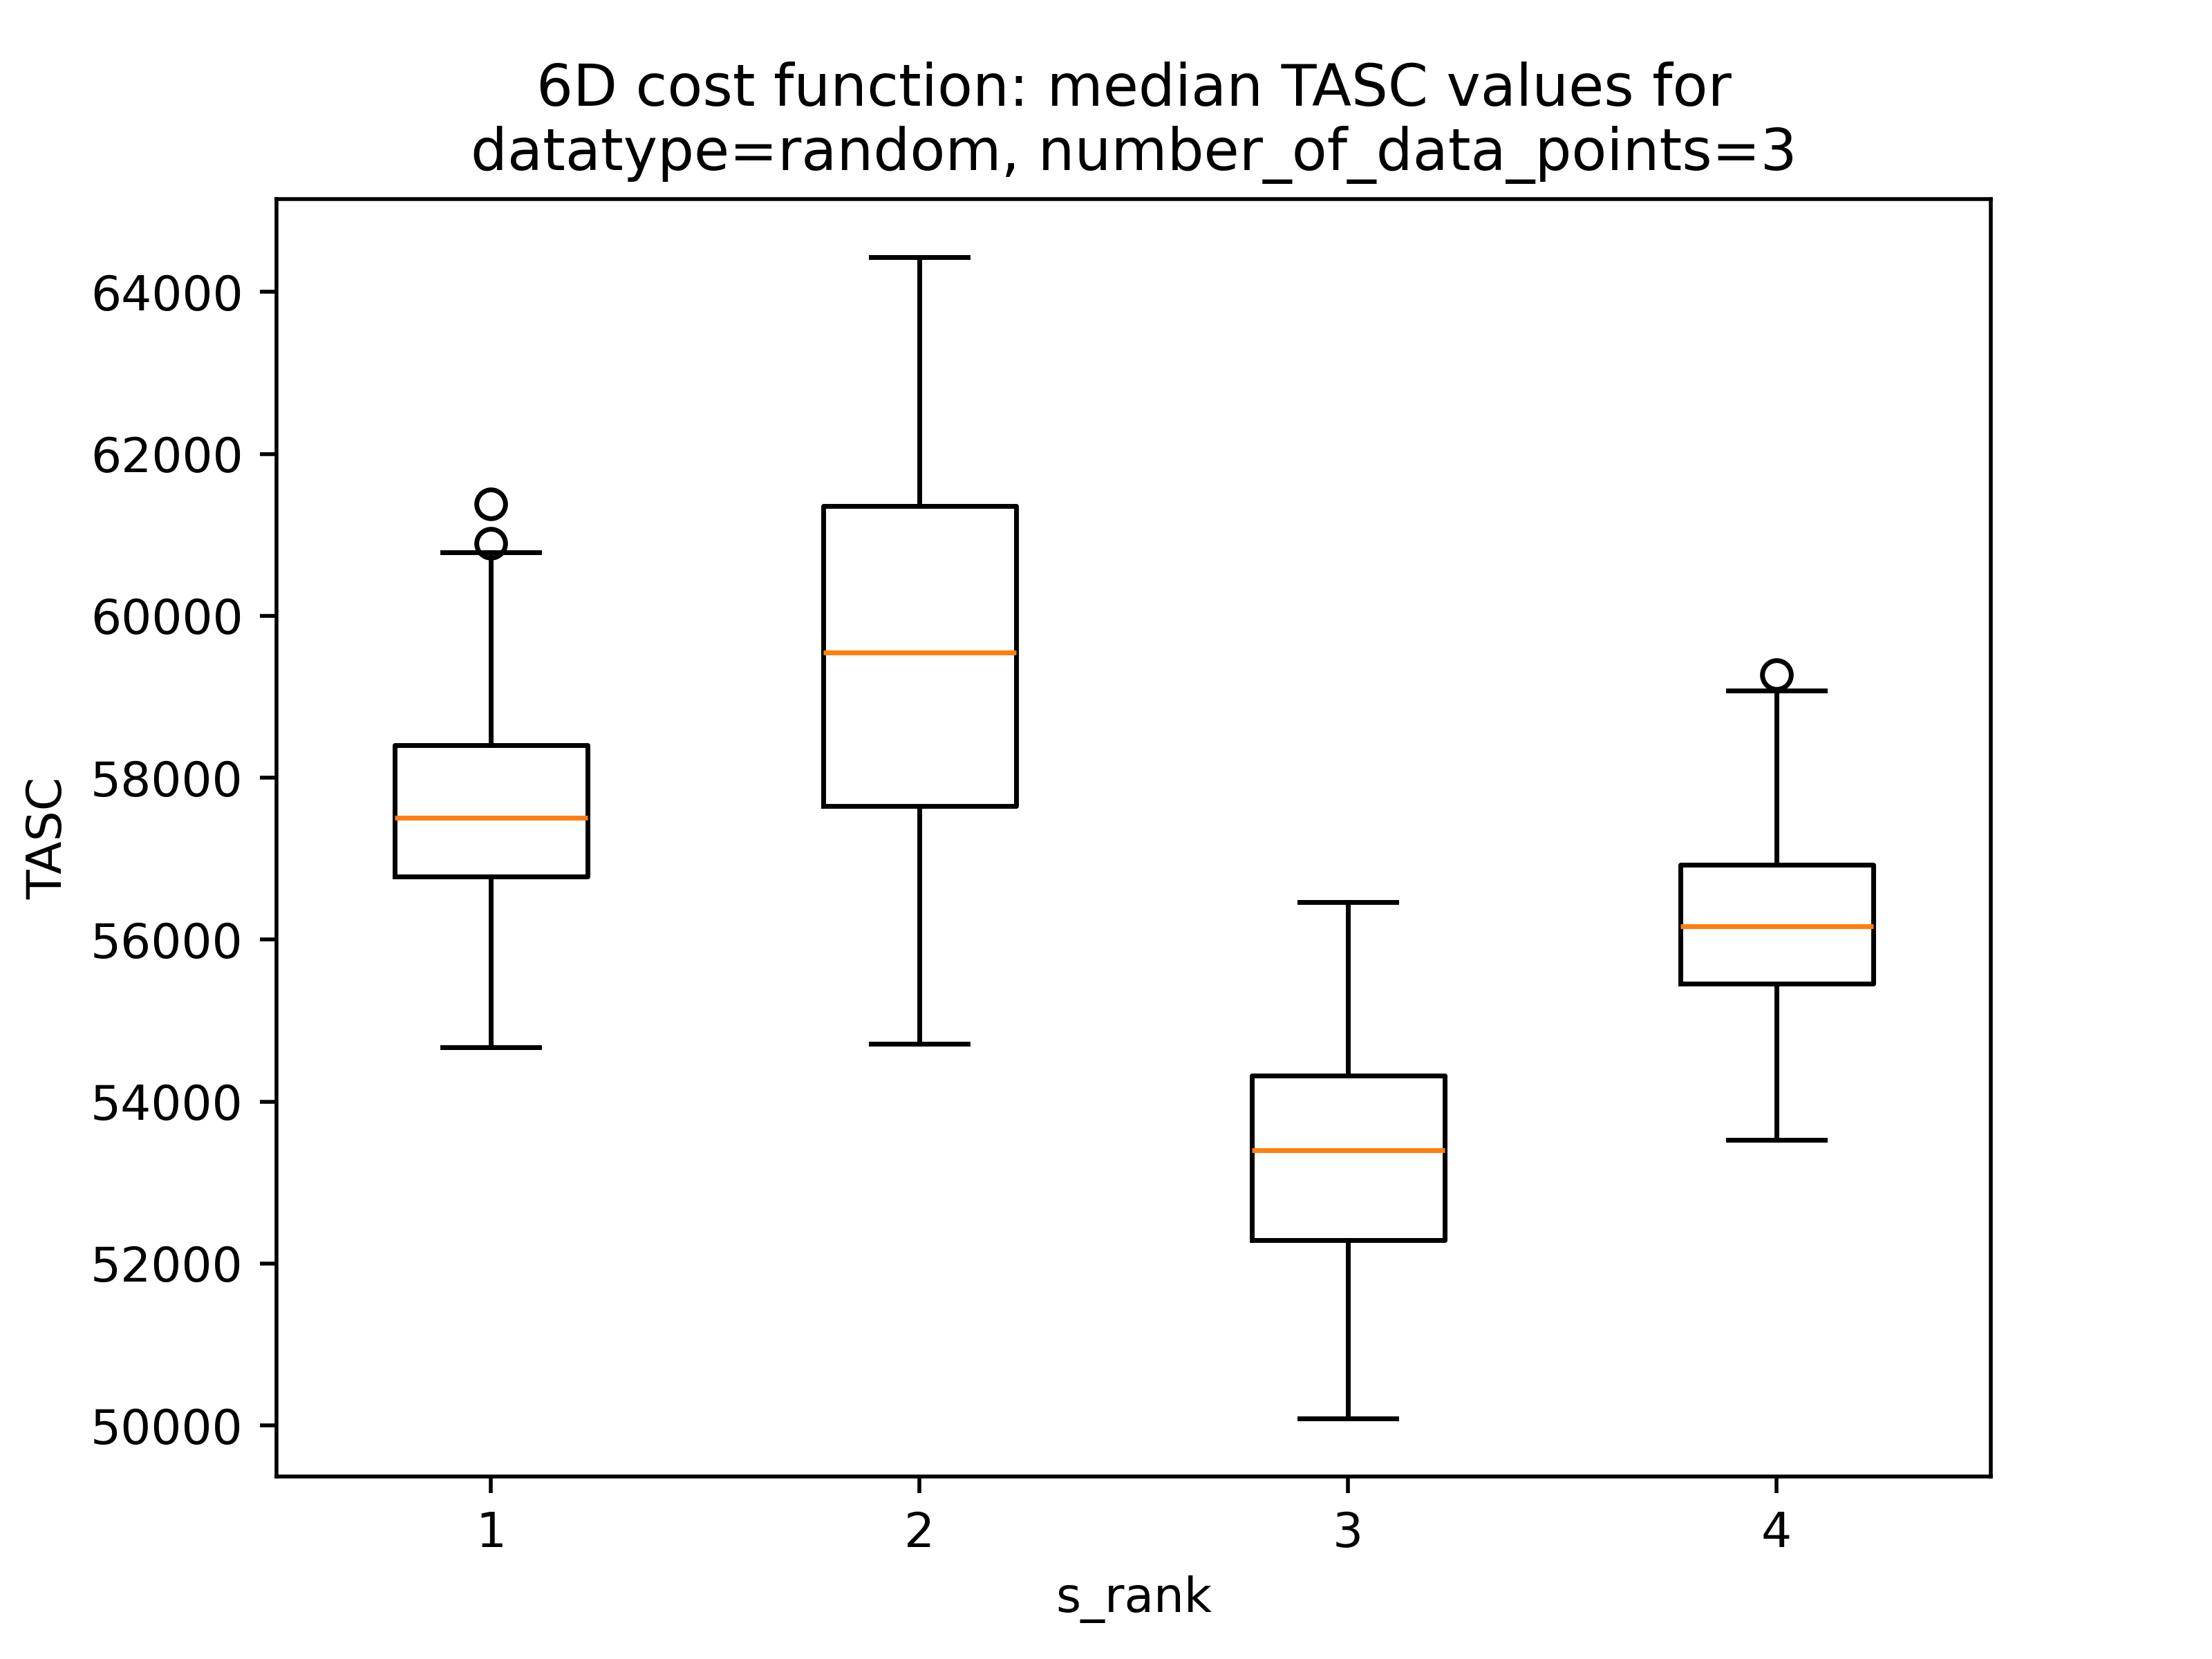 6D cost function: median TASC values for
datatype=random, number_of_data_points=3
TASC
64000
62000
60000
58000
56000
54000
52000
50000
1 2 3 4
s_rank